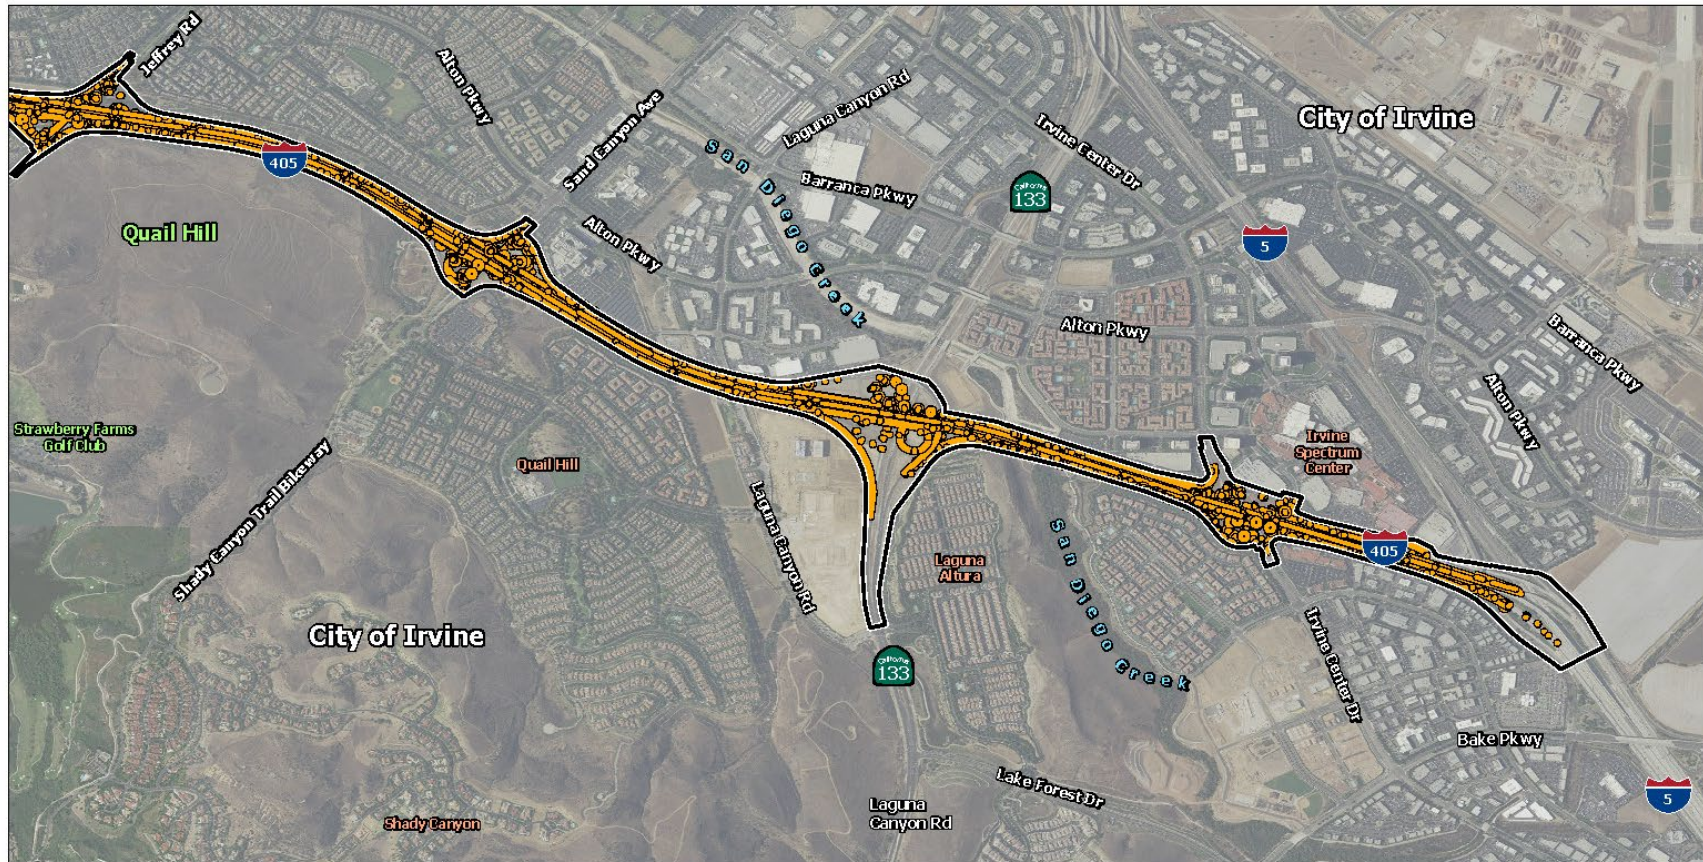 Jeffrey Rd
Alton Pkwy
Sand Canyon Ave
Laguna Canyon Rd
Irvine Center Dr
City of Irvine
405
San Diego Creek
Barranca Pkwy
California
133
Quail Hill
Alton Pkwy
5
Alton Pkwy
Barranca Pkwy
Alton Pkwy
Strawberry Farms
Golf Club
Shady Canyon Trail Bikeway
Quail Hill
Irvine
Spectrum
Center
Laguna Canyon Rd
Laguna
Altura
San Diego Creek
405
City of Irvine
California
133
Irvine Center Dr
Bake Pkwy
Lake Forest Dr
Laguna
Canyon Rd
Shady Canyon
5